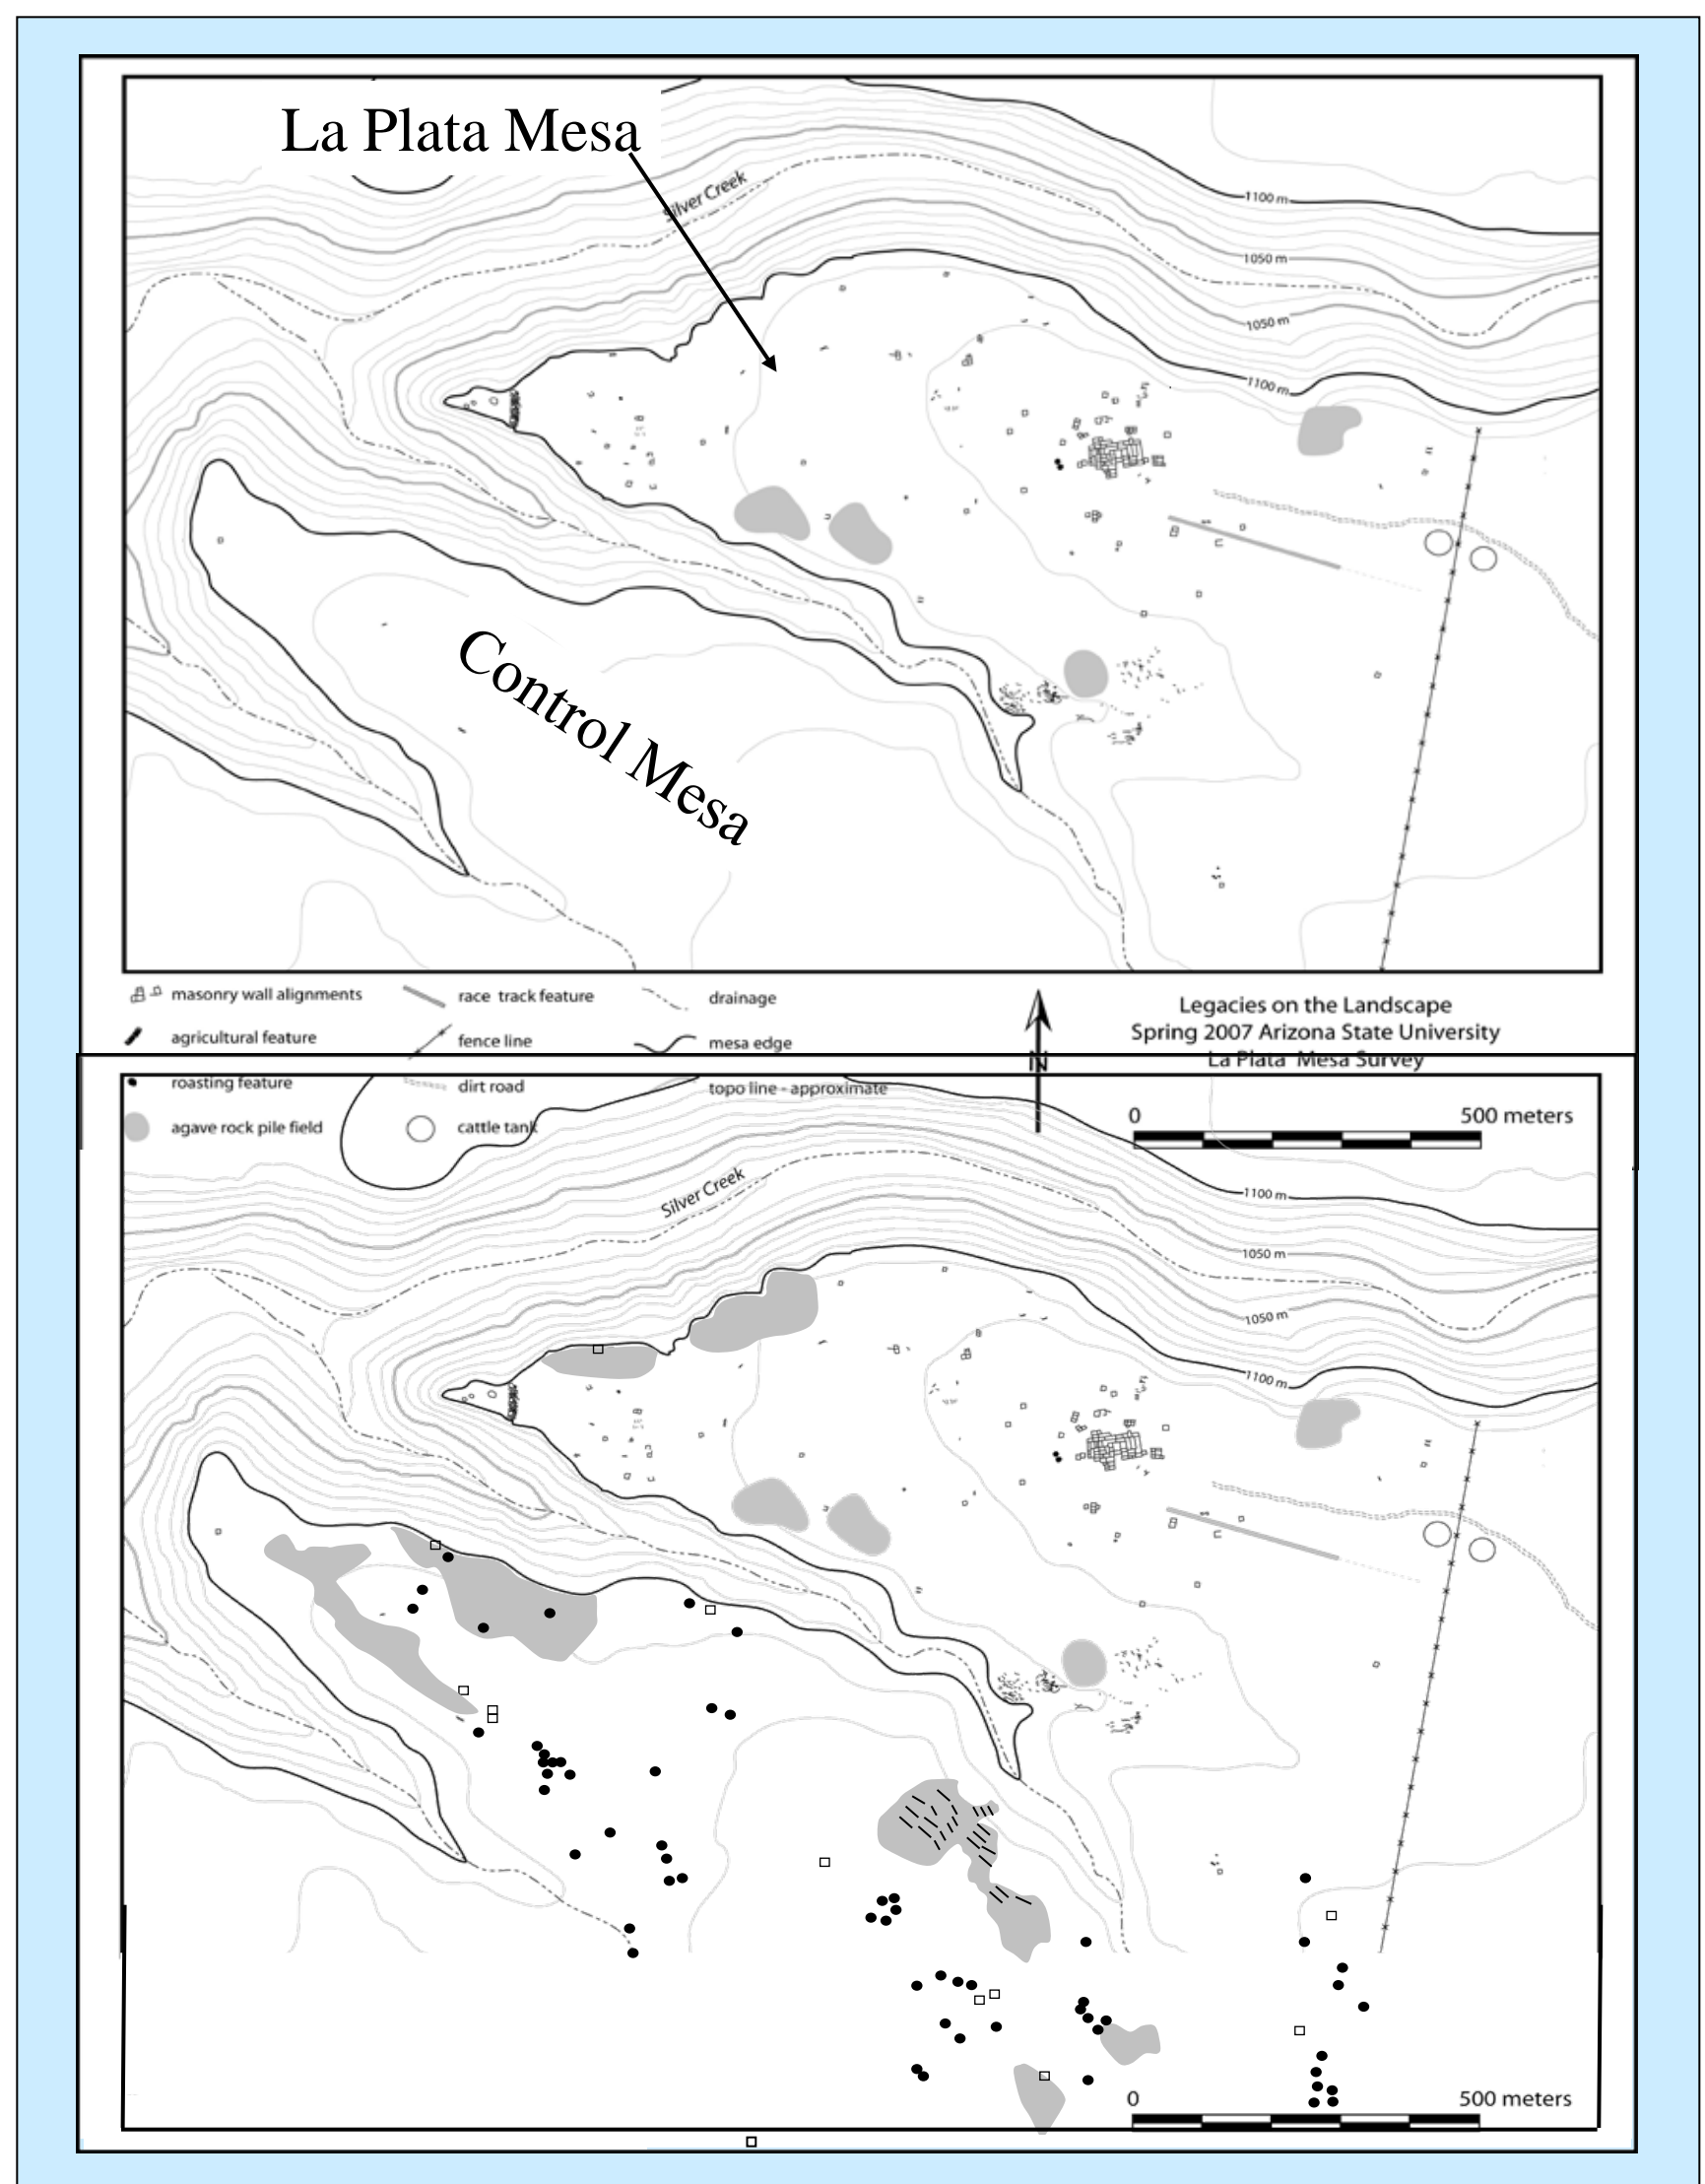 La Plata Mesa
Silver Creek
1100 m
1050 m
1050 m
1100 m
Control Mesa
masonry wall alignments
race track feature
drainage
agricultural feature
fence line
mesa edge
N
Legacies on the Landscape
Spring 2007 Arizona State University
La Plata Mesa Survey
roasting feature
dirt road
topo line - approximate
agave rock pile field
cattle tank
0
500 meters
Silver Creek
1100 m
1050 m
1050 m
1100 m
0
500 meters